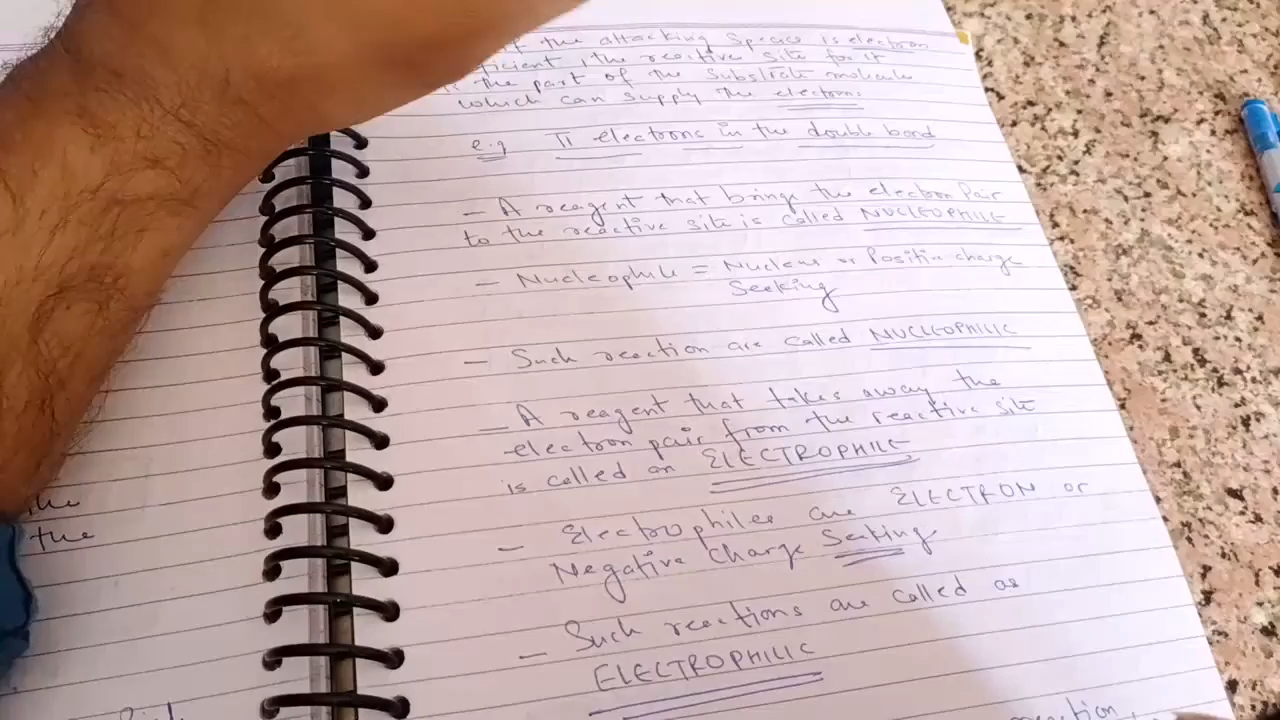 the
the
f the attacking Species is electron
ficient, the reactive site for it
the part of the substrate molecule
which can supply the electrons
e.g π electrons in the double bond
- A reagent that brings the electron Pair
to the reactive site is called NUCLEOPHILE
- Nucleophile = Nucleus or Positive charge
Seeking
- Such reaction are called NUCLEOPHILIC
- A reagent that takes away the
electron pair from the reactive site
is called an ELECTROPHILE
- Electrophiles are ELECTRON or
Negative Charge Seeking
- Such reactions are called as
ELECTROPHILIC
reaction,